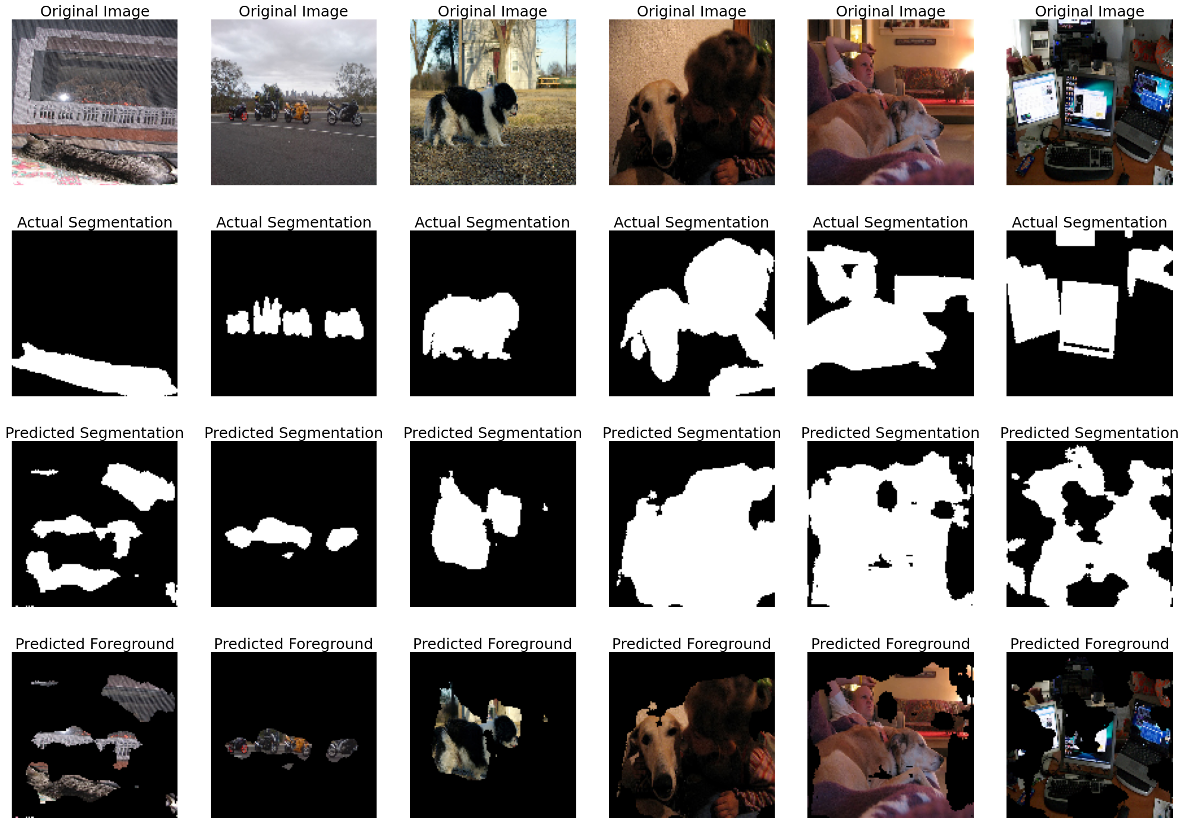 Original Image Original Image Original Image Original Image Original Image Original Image
Actual Segmentation Actual Segmentation Actual Segmentation Actual Segmentation Actual Segmentation Actual Segmentation
Predicted Segmentation Predicted Segmentation Predicted Segmentation Predicted Segmentation Predicted Segmentation Predicted Segmentation
Predicted Foreground Predicted Foreground Predicted Foreground Predicted Foreground Predicted Foreground Predicted Foreground